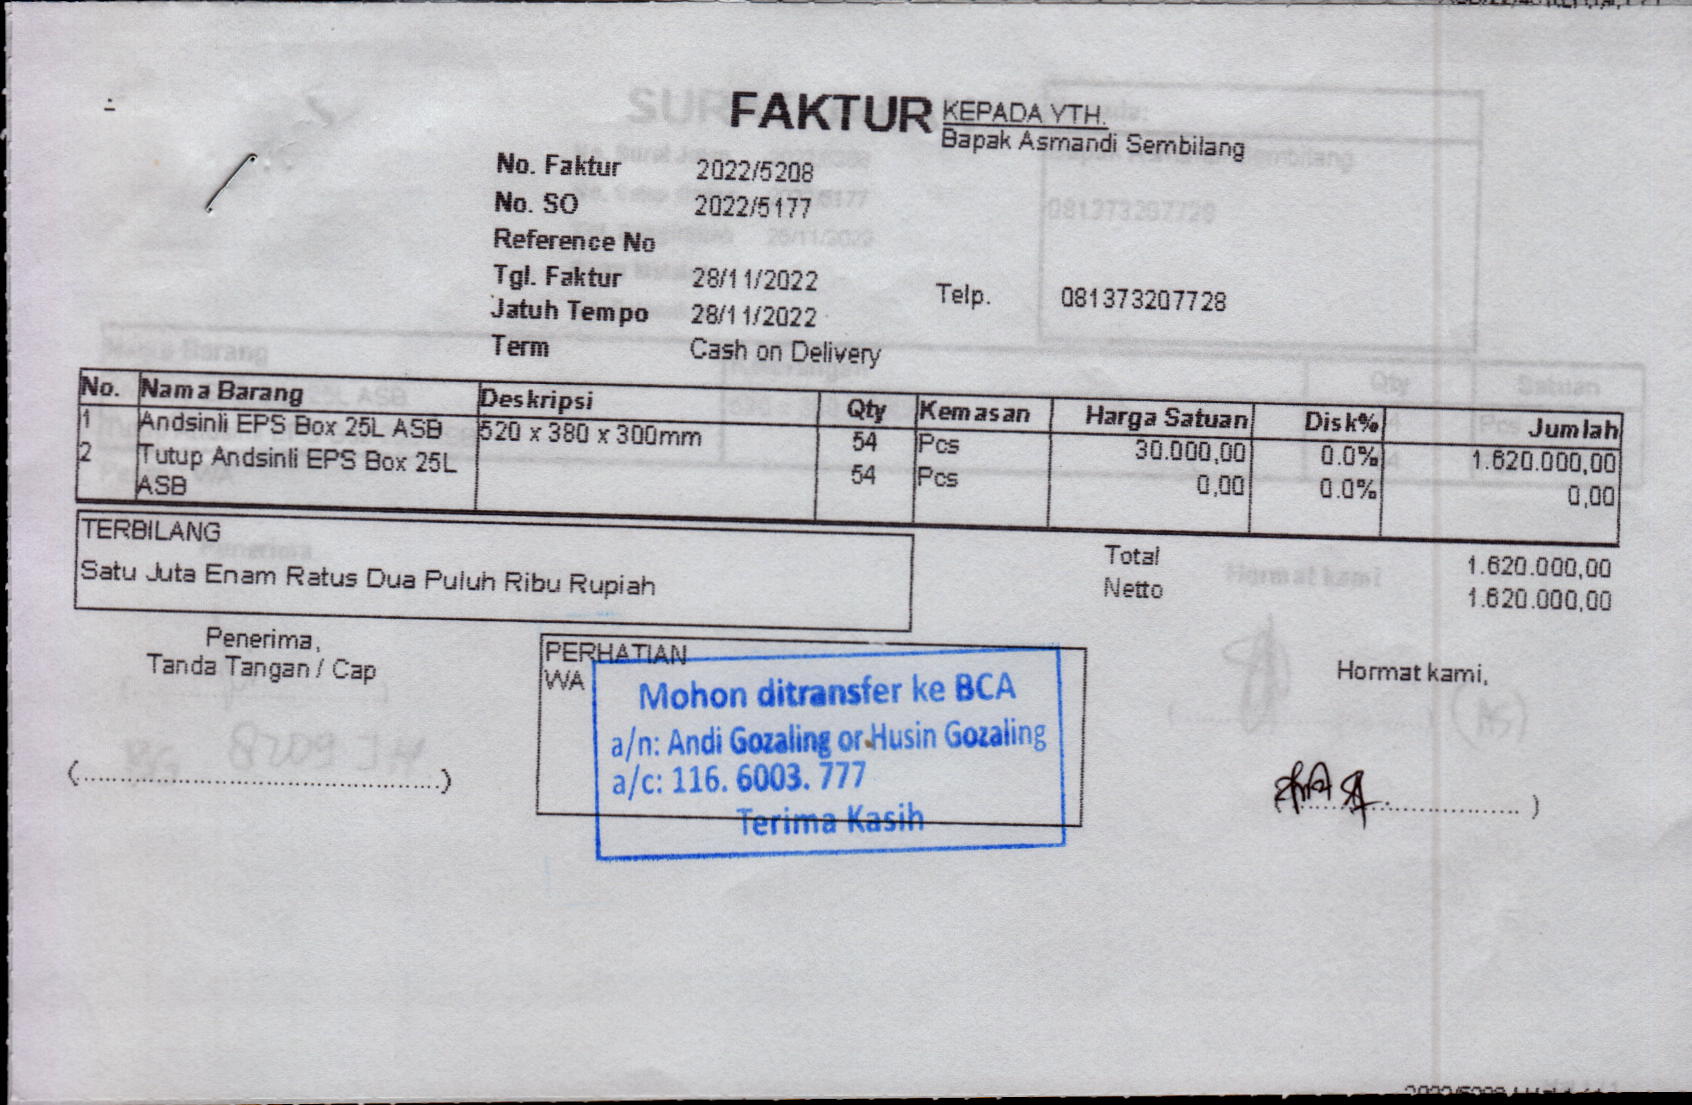 FAKTUR
KEPADA YTH.
Bapak Asmandi Sembilang
No. Faktur 2022/5208
No. SO 2022/5177
Reference No
Tgl. Faktur 28/11/2022
Telp. 081373207728
Jatuh Tempo 28/11/2022
Term Cash on Delivery
No. Nama Barang Deskripsi Qty Kemasan Harga Satuan Disk% Jumlah
1 Andsinli EPS Box 25L ASB 520 x 380 x 300mm 54 Pcs 30.000,00 0.0% 1.620.000,00
2 Tutup Andsinli EPS Box 25L 54 Pcs 0,00 0.0% 0,00
ASB
TERBILANG
Satu Juta Enam Ratus Dua Puluh Ribu Rupiah
Total 1.620.000,00
Netto 1.620.000,00
Penerima,
Tanda Tangan / Cap
(........................................)
PERHATIAN
WA
Mohon ditransfer ke BCA
a/n: Andi Gozaling or Husin Gozaling
a/c: 116. 6003. 777
Terima Kasih
Hormat kami,